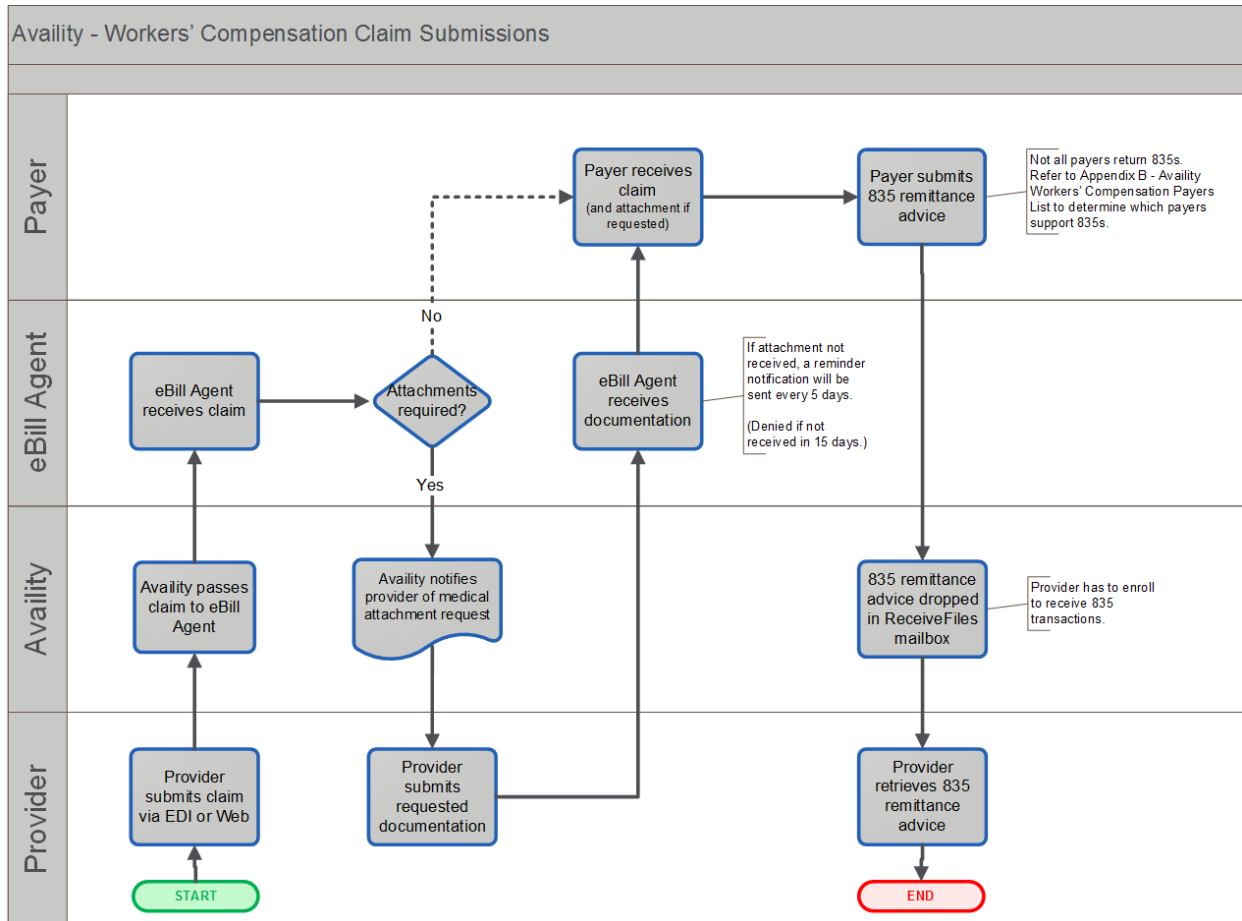 Availity - Workers' Compensation Claim Submissions
Payer
Payer receives
claim
(and attachment if
requested)
Payer submits
835 remittance
advice
Not all payers return 835s.
Refer to Appendix B - Availity
Workers' Compensation Payers
List to determine which payers
support 835s.
eBill Agent
No
eBill Agent
receives claim
Attachments
required?
Yes
eBill Agent
receives
documentation
If attachment not
received, a reminder
notification will be
sent every 5 days.
(Denied if not
received in 15 days.)
Availity
Availity passes
claim to eBill
Agent
Availity notifies
provider of medical
attachment request
835 remittance
advice dropped
in ReceiveFiles
mailbox
Provider has to enroll
to receive 835
transactions.
Provider
Provider
submits claim
via EDI or Web
Provider
submits
requested
documentation
Provider
retrieves 835
remittance
advice
START
END